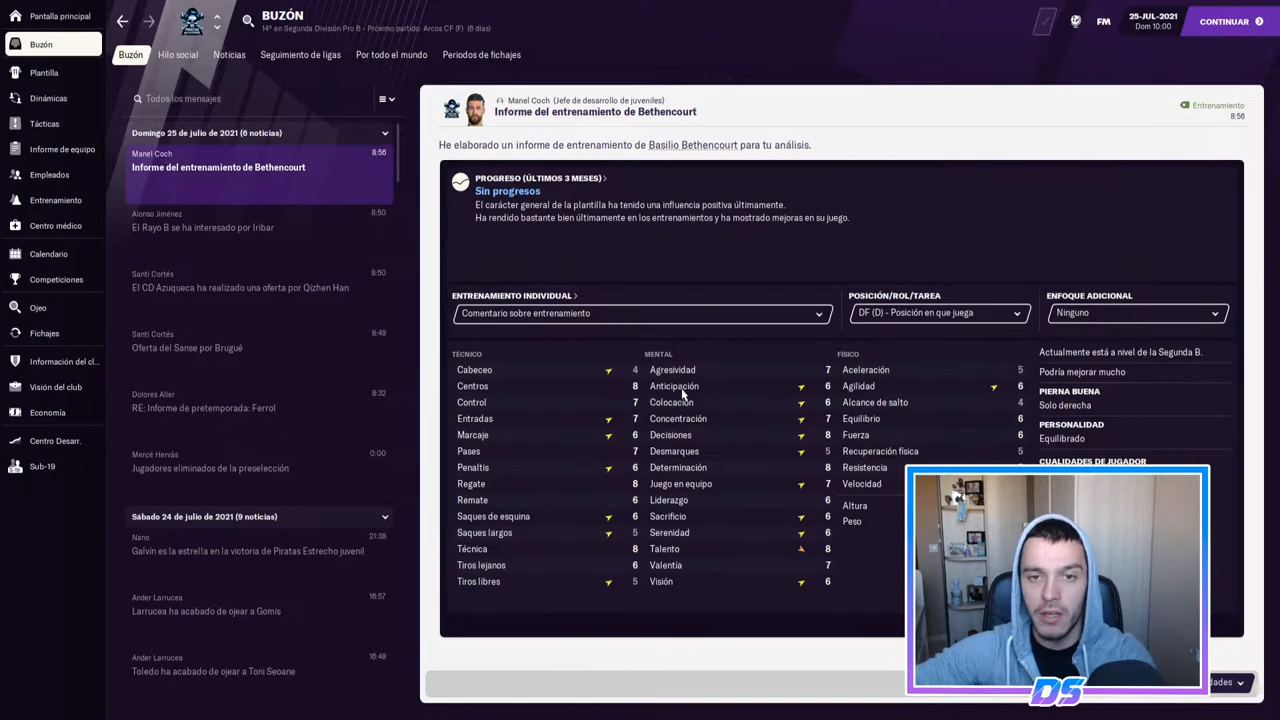 Pantalla principal
Buzón
Plantilla
Dinámicas
Tácticas
Informe de equipo
Empleados
Entrenamiento
Centro médico
Calendario
Competiciones
Ojeo
Fichajes
Información del cl...
Visión del club
Economía
Centro Desarr.
Sub-19
BUZÓN
14º en Segunda División Pro B - Próximo partido: Arcos CF (F) (6 días)
FM
25-JUL-2021
Dom 10:00
CONTINUAR
Buzón Hilo social Noticias Seguimiento de ligas Por todo el mundo Periodos de fichajes
Todos los mensajes
Domingo 25 de julio de 2021 (6 noticias)
Manel Coch 8:56
Informe del entrenamiento de Bethencourt
Alonso Jiménez 8:50
El Rayo B se ha interesado por Iribar
Santi Cortés 8:50
El CD Azuqueca ha realizado una oferta por Qizhen Han
Santi Cortés 8:49
Oferta del Sanse por Brugué
Dolores Aller 8:32
RE: Informe de pretemporada: Ferrol
Mercè Hervás 0:00
Jugadores eliminados de la preselección
Sábado 24 de julio de 2021 (9 noticias)
Nano 21:38
Galvín es la estrella en la victoria de Piratas Estrecho juvenil
Ander Larrucea 16:57
Larrucea ha acabado de ojear a Gomis
Ander Larrucea 16:48
Toledo ha acabado de ojear a Toni Seoane
Manel Coch (Jefe de desarrollo de juveniles)
Informe del entrenamiento de Bethencourt
Entrenamiento
8:56
He elaborado un informe de entrenamiento de Basilio Bethencourt para tu análisis.
PROGRESO (ÚLTIMOS 3 MESES)
Sin progresos
El carácter general de la plantilla ha tenido una influencia positiva últimamente.
Ha rendido bastante bien últimamente en los entrenamientos y ha mostrado mejoras en su juego.
ENTRENAMIENTO INDIVIDUAL POSICIÓN/ROL/TAREA ENFOQUE ADICIONAL
Comentario sobre entrenamiento DF (D) - Posición en que juega Ninguno
TÉCNICO MENTAL FÍSICO
Cabeceo 4 Agresividad 7 Aceleración 5
Centros 8 Anticipación 6 Agilidad 6
Control 7 Colocación 6 Alcance de salto 4
Entradas 7 Concentración 7 Equilibrio 6
Marcaje 6 Decisiones 8 Fuerza 6
Pases 7 Desmarques 5 Recuperación física 5
Penaltis 6 Determinación 8 Resistencia
Regate 8 Juego en equipo 7 Velocidad
Remate 6 Liderazgo 6
Saques de esquina 6 Sacrificio 6 Altura
Saques largos 5 Serenidad 6 Peso
Técnica 8 Talento 8
Tiros lejanos 6 Valentía 7
Tiros libres 5 Visión 6
Actualmente está a nivel de la Segunda B.
Podría mejorar mucho
PIERNA BUENA
Solo derecha
PERSONALIDAD
Equilibrado
CUALIDADES DE JUGADOR
DS